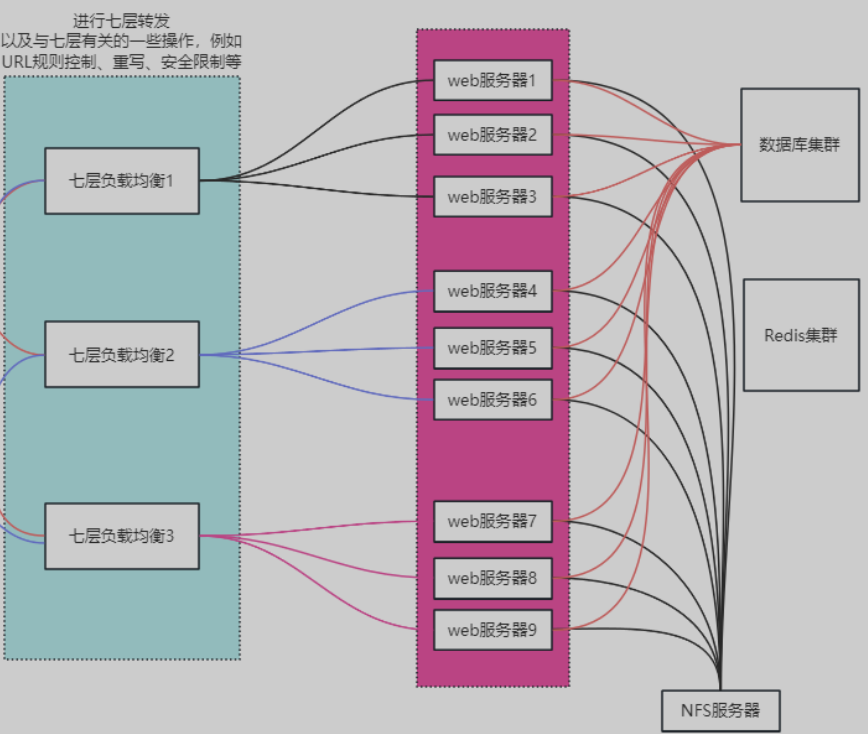 进行七层转发
以及与七层有关的一些操作，例如
URL规则控制、重写、安全限制等
七层负载均衡1
七层负载均衡2
七层负载均衡3
web服务器1
web服务器2
web服务器3
web服务器4
web服务器5
web服务器6
web服务器7
web服务器8
web服务器9
数据库集群
Redis集群
NFS服务器